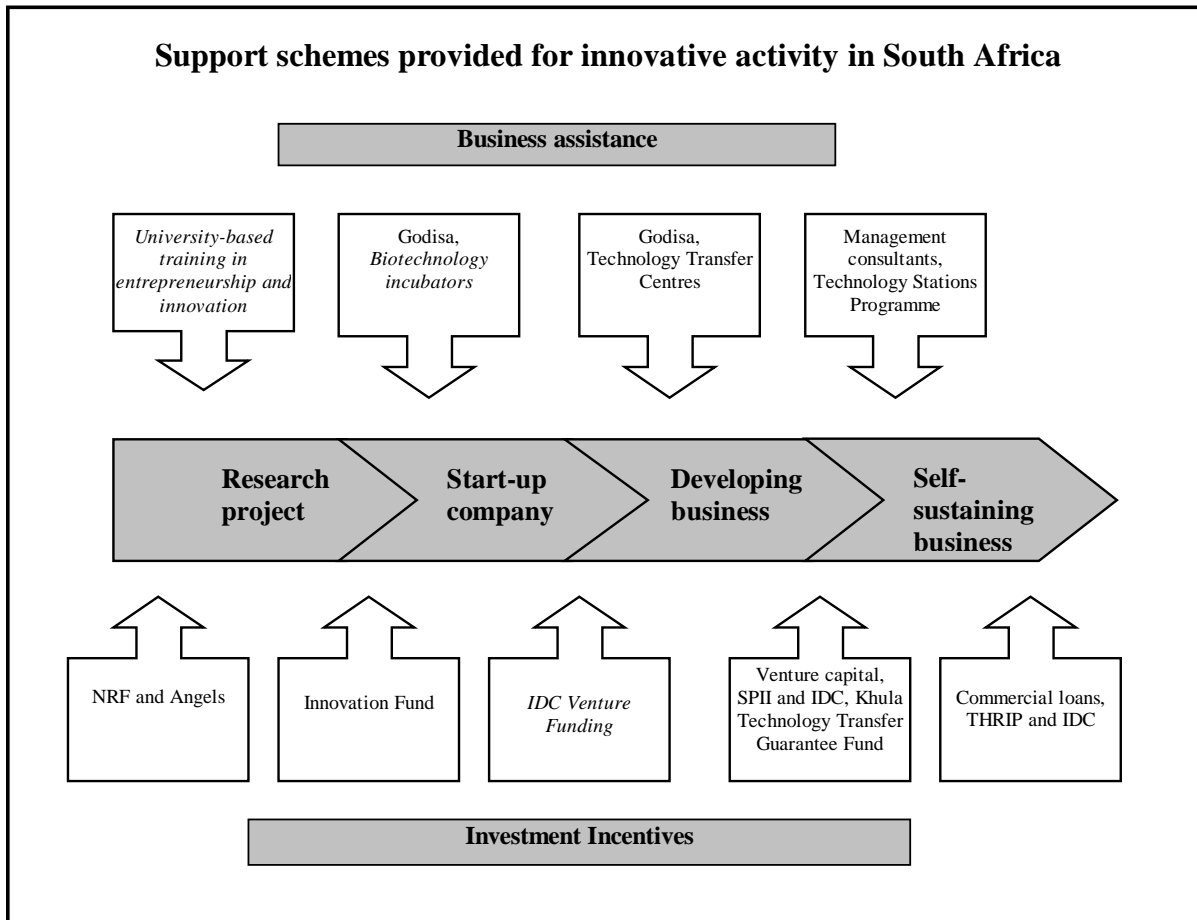 Support schemes provided for innovative activity in South Africa
Business assistance
University-based
training in
entrepreneurship and
innovation
Godisa,
Biotechnology
incubators
Godisa,
Technology Transfer
Centres
Management
consultants,
Technology Stations
Programme
Research
project
Start-up
company
Developing
business
Self-
sustaining
business
NRF and Angels
Innovation Fund
IDC Venture
Funding
Venture capital,
SPII and IDC, Khula
Technology Transfer
Guarantee Fund
Commercial loans,
THRIP and IDC
Investment Incentives